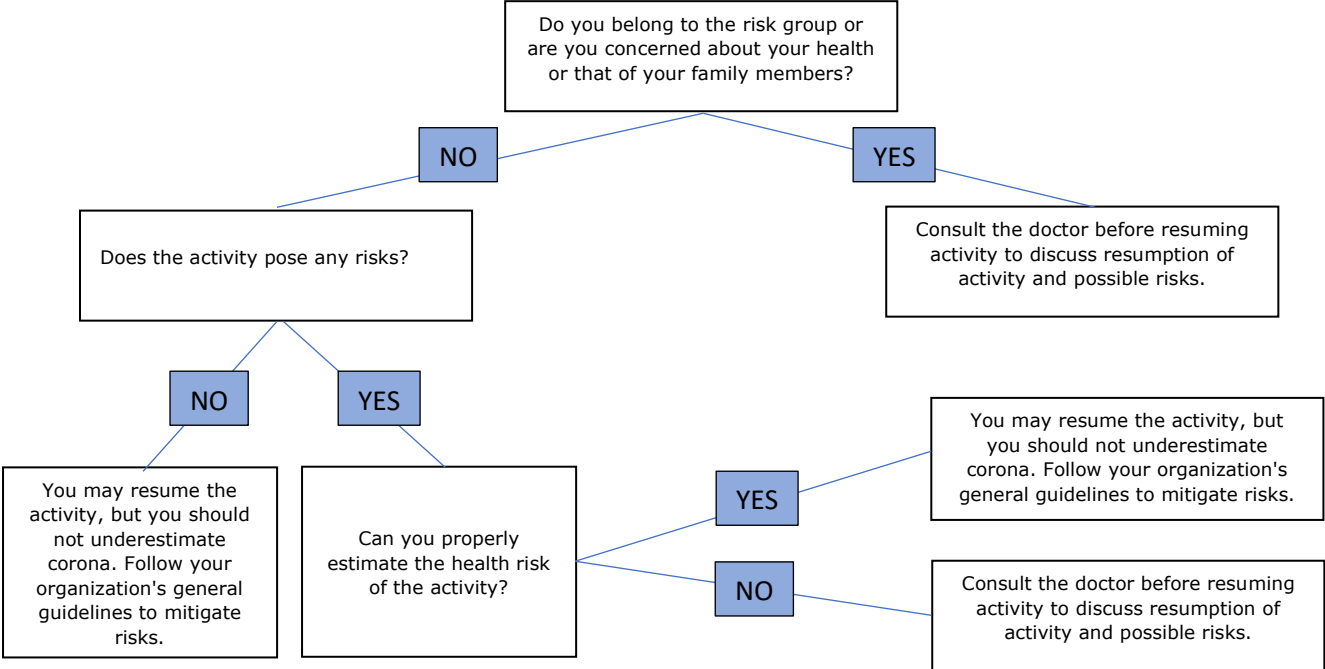 Do you belong to the risk group or
are you concerned about your health
or that of your family members?
NO
YES
Does the activity pose any risks?
Consult the doctor before resuming
activity to discuss resumption of
activity and possible risks.
NO
YES
You may resume the
activity, but you should
not underestimate
corona. Follow your
organization's general
guidelines to mitigate
risks.
Can you properly
estimate the health risk
of the activity?
YES
You may resume the activity, but
you should not underestimate
corona. Follow your organization's
general guidelines to mitigate risks.
NO
Consult the doctor before resuming
activity to discuss resumption of
activity and possible risks.